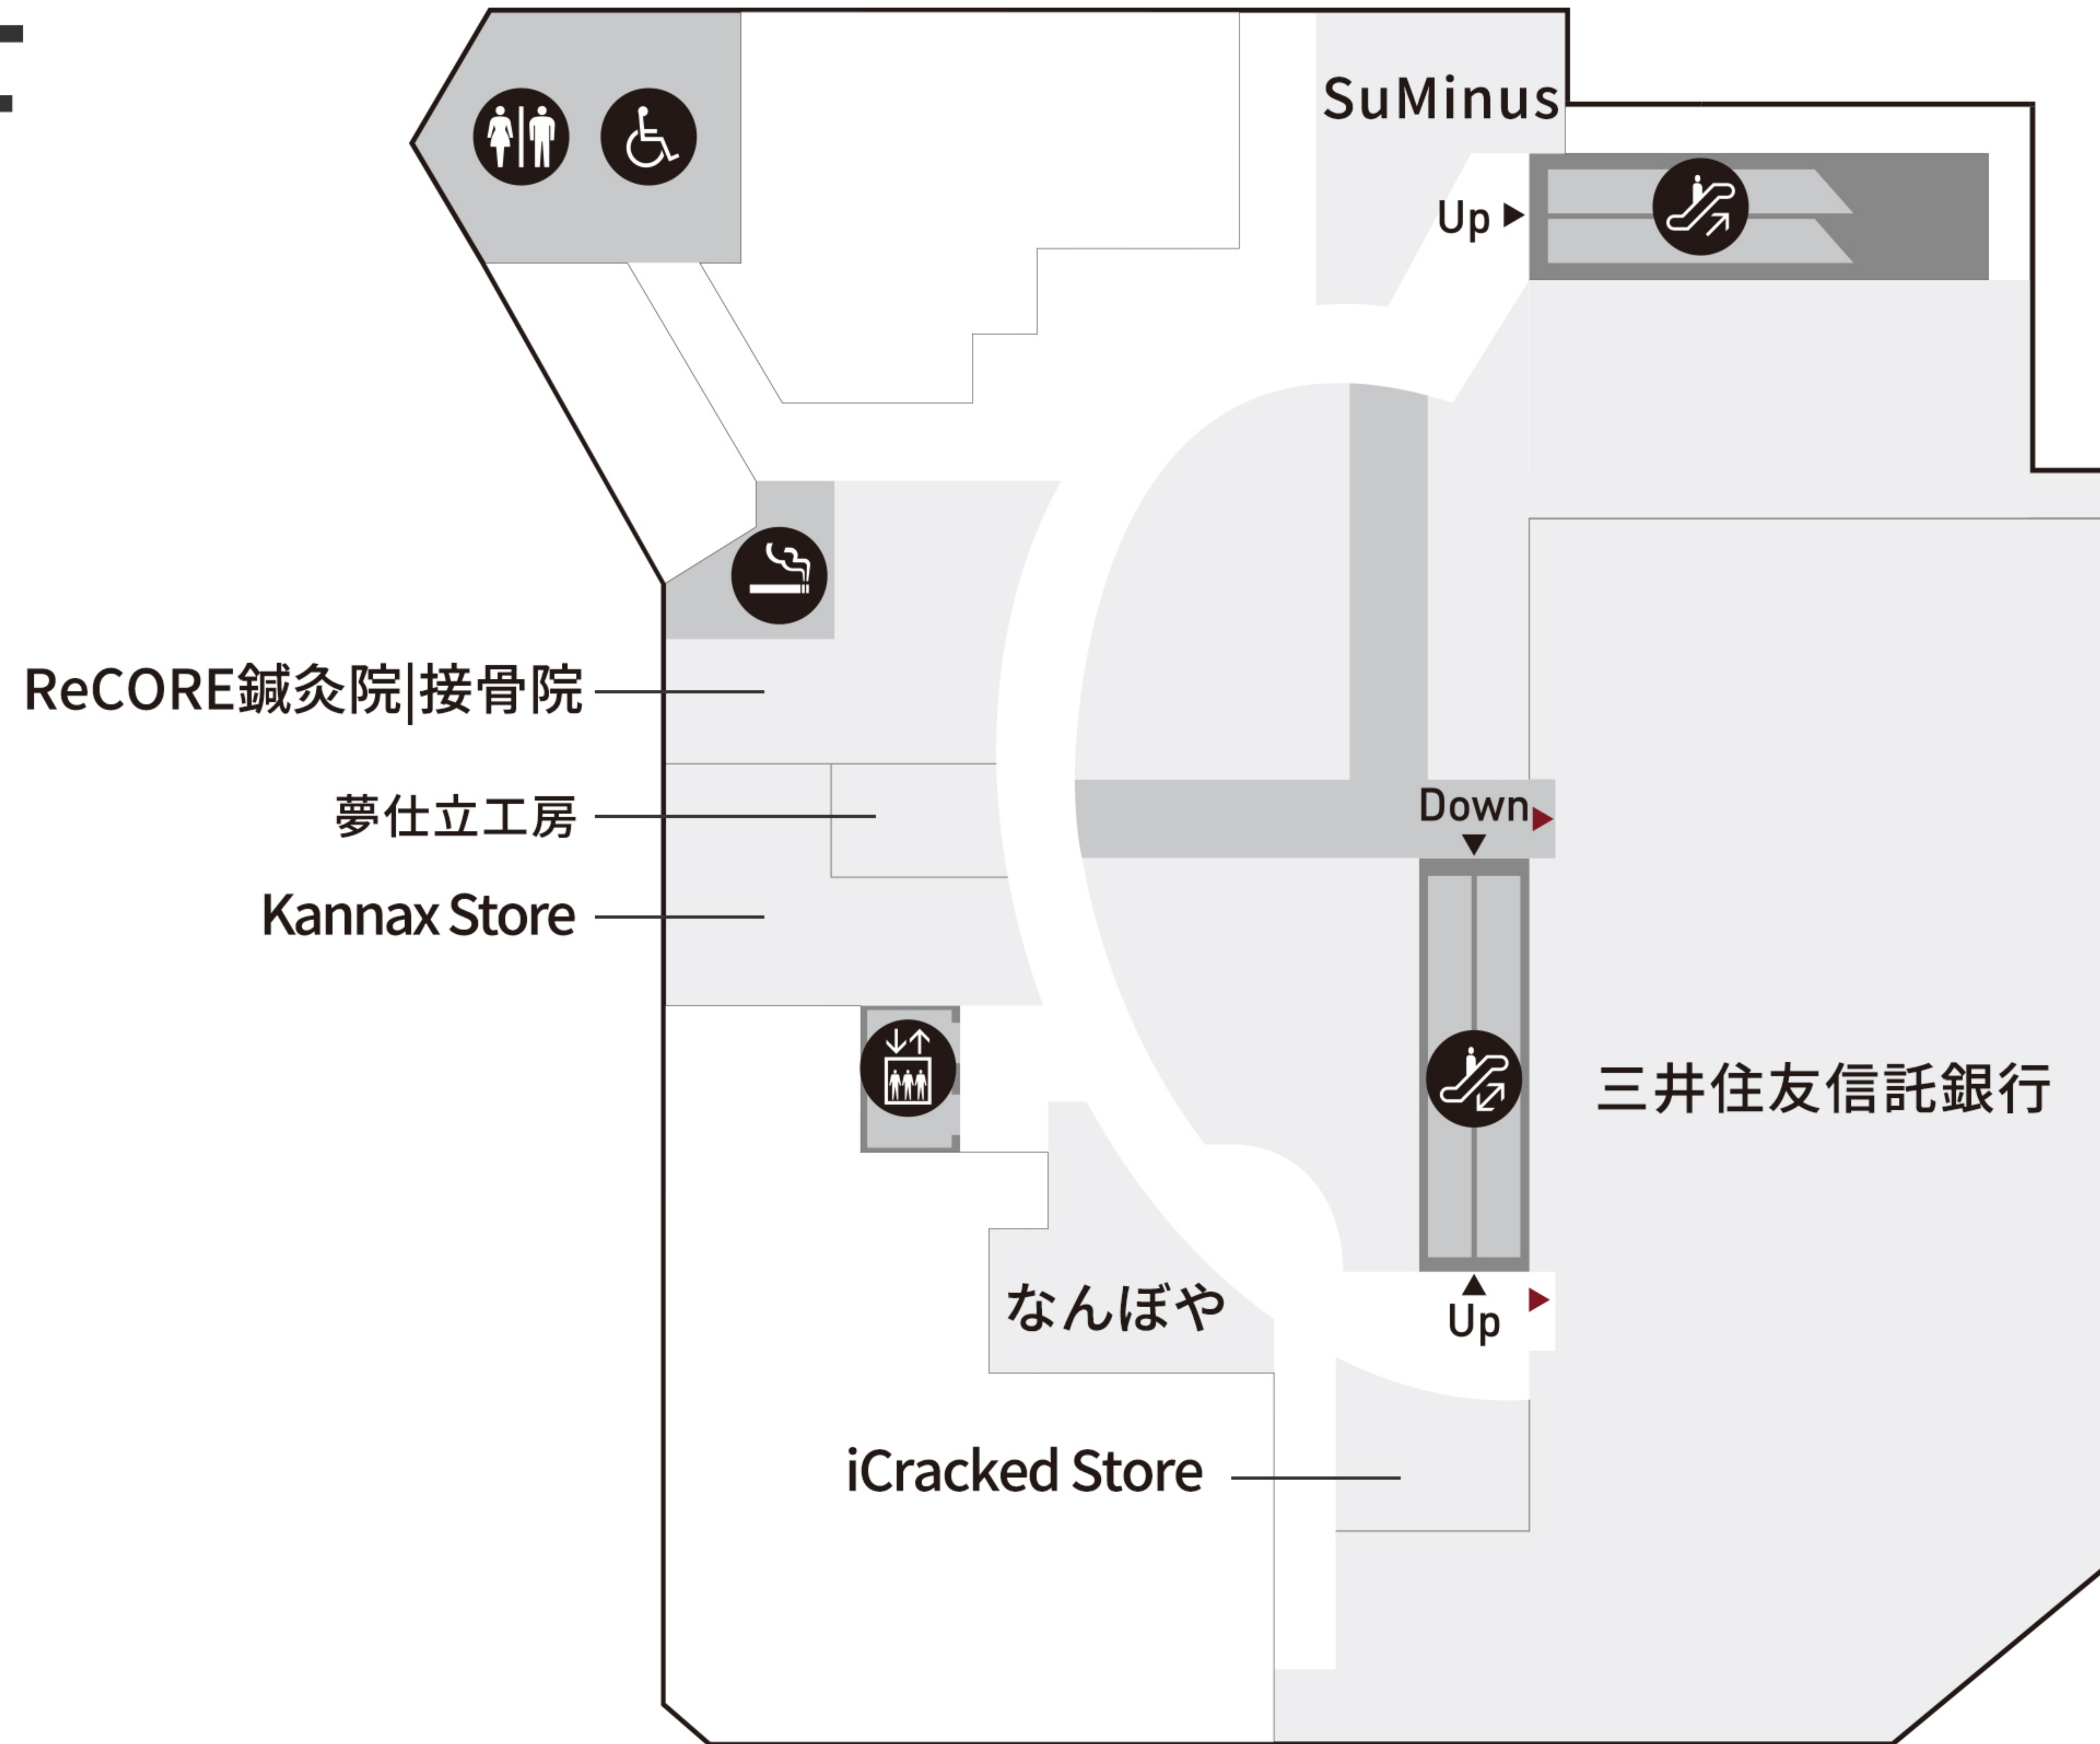 SuMinus
Up
ReCORE鍼灸院|接骨院
夢仕立工房
Down
Kannax Store
三井住友信託銀行
なんぼや
Up
iCracked Store